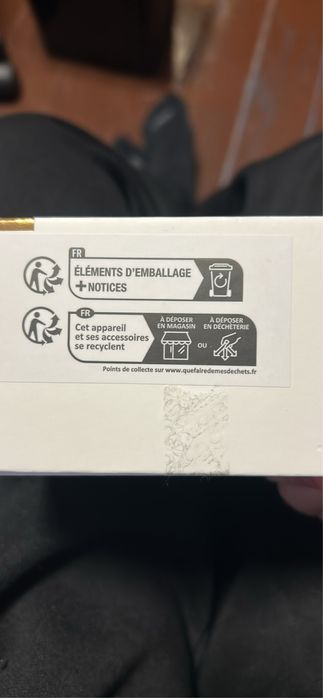 FR
ÉLÉMENTS D'EMBALLAGE
+ NOTICES
FR
Cet appareil
et ses accessoires
se recyclent
À DÉPOSER
EN MAGASIN
OU
À DÉPOSER
EN DÉCHÈTERIE
Points de collecte sur www.quefairedemesdechets.fr